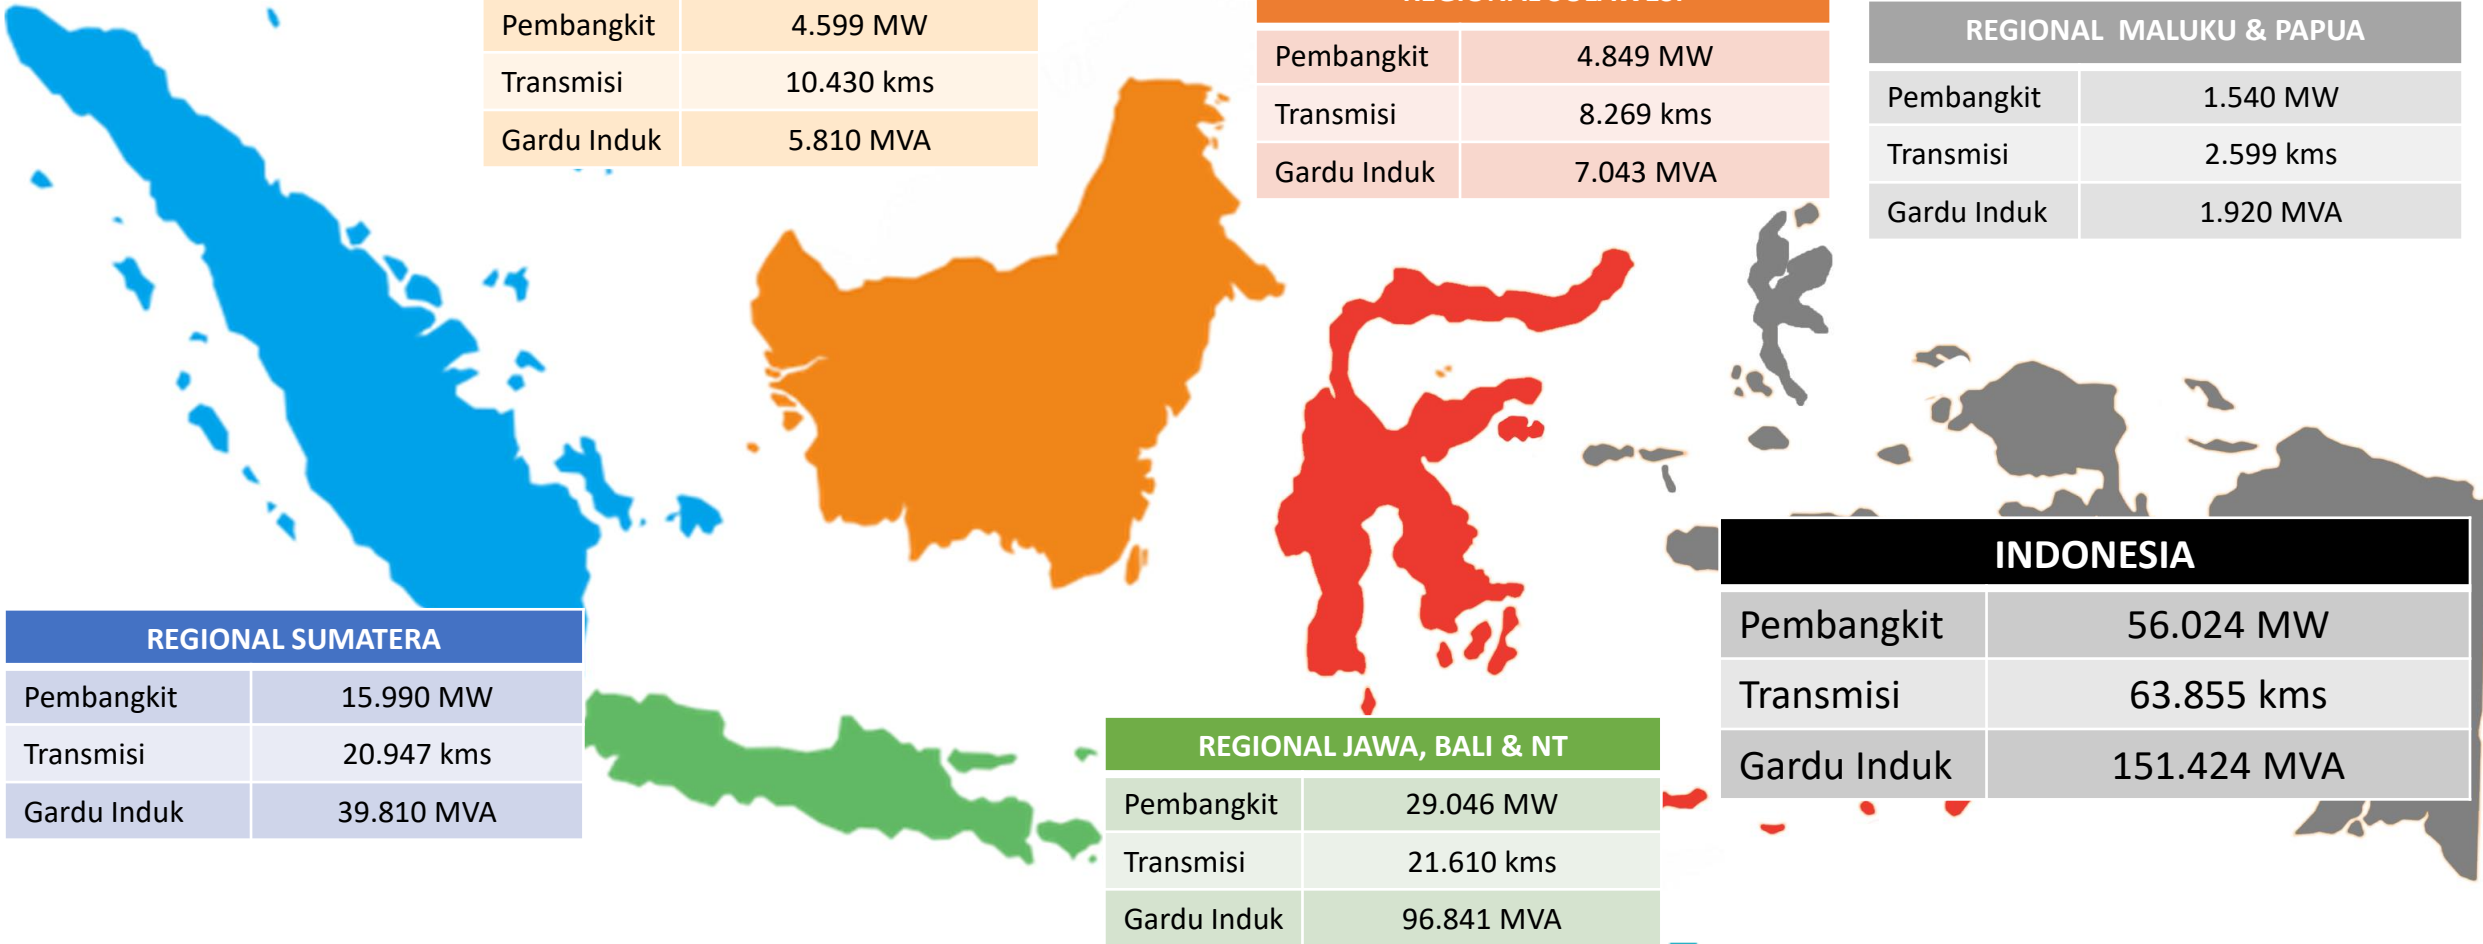 Pembangkit 4.599 MW
Transmisi 10.430 kms
Gardu Induk 5.810 MVA
REGIONAL SULAWESI
Pembangkit 4.849 MW
Transmisi 8.269 kms
Gardu Induk 7.043 MVA
REGIONAL MALUKU & PAPUA
Pembangkit 1.540 MW
Transmisi 2.599 kms
Gardu Induk 1.920 MVA
INDONESIA
Pembangkit 56.024 MW
Transmisi 63.855 kms
Gardu Induk 151.424 MVA
REGIONAL SUMATERA
Pembangkit 15.990 MW
Transmisi 20.947 kms
Gardu Induk 39.810 MVA
REGIONAL JAWA, BALI & NT
Pembangkit 29.046 MW
Transmisi 21.610 kms
Gardu Induk 96.841 MVA